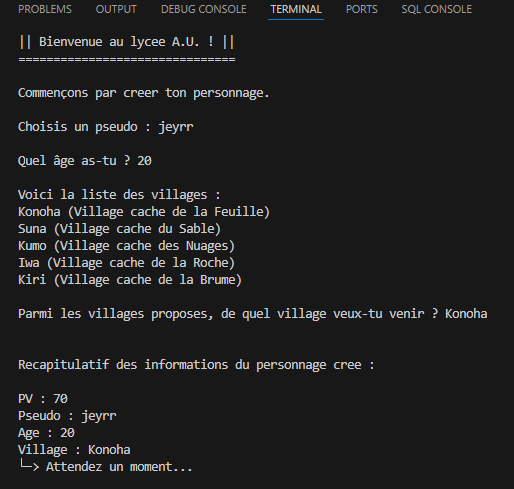 PROBLEMS OUTPUT DEBUG CONSOLE TERMINAL PORTS SQL CONSOLE
|| Bienvenue au lycee A.U. ! ||
===============================
Commençons par creer ton personnage.
Choisis un pseudo : jeyrr
Quel âge as-tu ? 20
Voici la liste des villages :
Konoha (Village cache de la Feuille)
Suna (Village cache du Sable)
Kumo (Village cache des Nuages)
Iwa (Village cache de la Roche)
Kiri (Village cache de la Brume)
Parmi les villages proposes, de quel village veux-tu venir ? Konoha
Recapitulatif des informations du personnage cree :
PV : 70
Pseudo : jeyrr
Age : 20
Village : Konoha
└─> Attendez un moment...